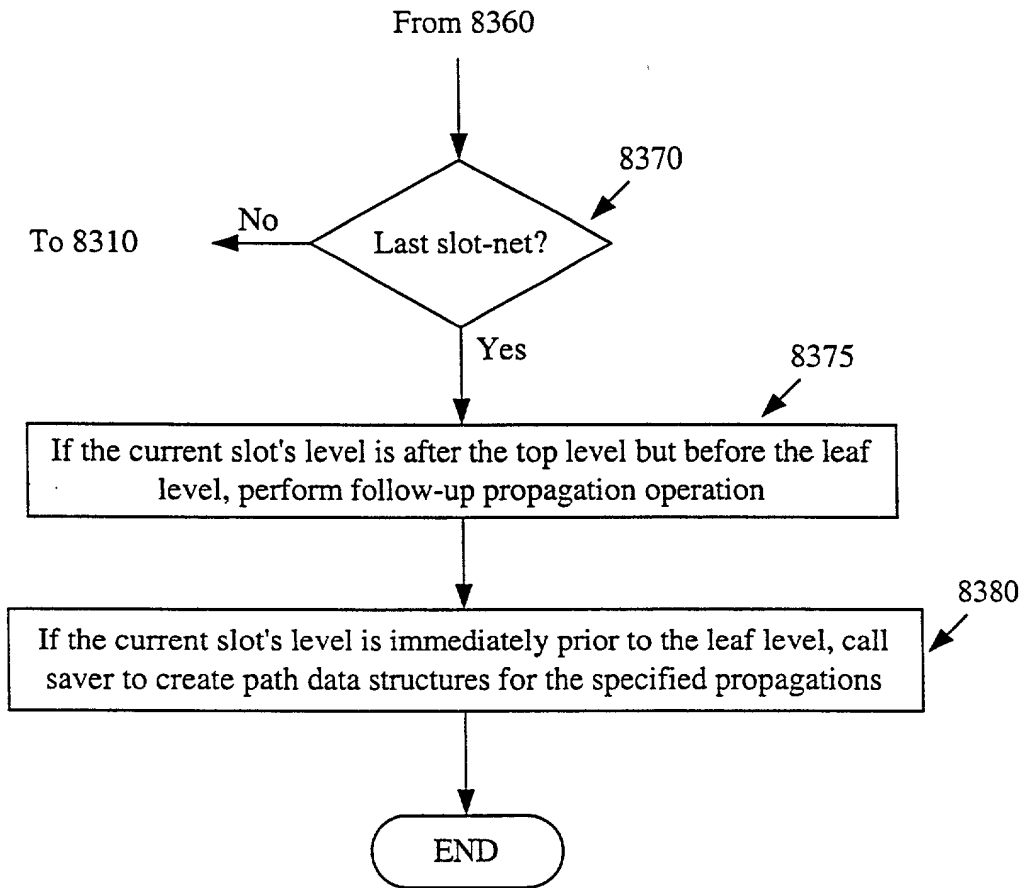 From 8360
8370
No
To 8310
Last slot-net?
Yes
8375
If the current slot's level is after the top level but before the leaf
level, perform follow-up propagation operation
8380
If the current slot's level is immediately prior to the leaf level, call
saver to create path data structures for the specified propagations
END